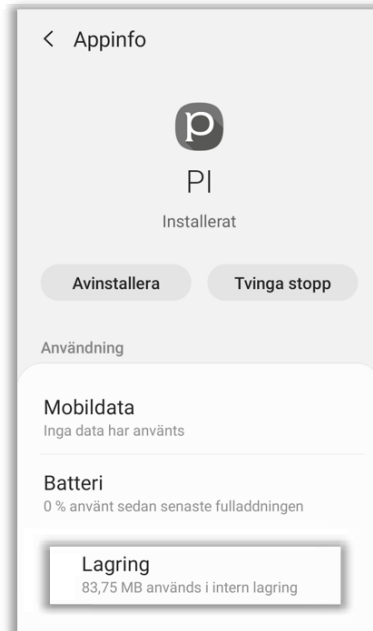 Appinfo
p
PI
Installerat
Avinstallera Tvinga stopp
Användning
Mobildata
Inga data har använts
Batteri
0 % använt sedan senaste fulladdningen
Lagring
83,75 MB används i intern lagring